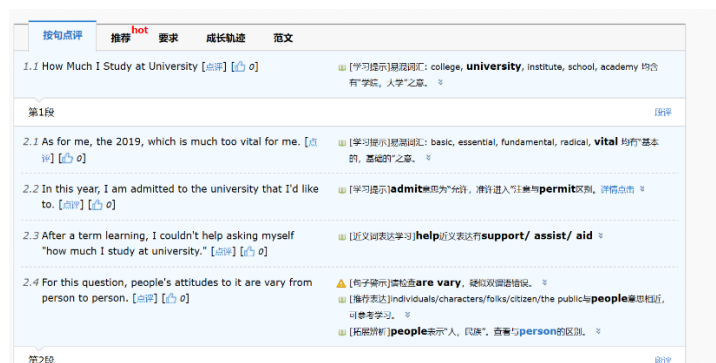 按句点评 推荐 hot 要求 成长轨迹 范文
1.1 How Much I Study at University [点评] [ 0]
[学习提示]易混词汇: college, university, institute, school, academy 均含
有"学院, 大学"之意。
第1段 段评
2.1 As for me, the 2019, which is much too vital for me. [点
评] [ 0]
[学习提示]易混词汇: basic, essential, fundamental, radical, vital 均有"基本
的, 基础的"之意。
2.2 In this year, I am admitted to the university that I'd like
to. [点评] [ 0]
[学习提示]admit意思为"允许, 准许进入"注意与permit区别。详情点击
2.3 After a term learning, I couldn't help asking myself
"how much I study at university." [点评] [ 0]
[近义词表达学习]help近义表达有support/ assist/ aid
2.4 For this question, people's attitudes to it are vary from
person to person. [点评] [ 0]
[句子警示]请检查are vary, 疑似双谓语错误。
[推荐表达]individuals/characters/folks/citizen/the public与people意思相近,
可参考学习。
[拓展辨析]people表示"人, 民族", 查看与person的区别。
第2段 段评